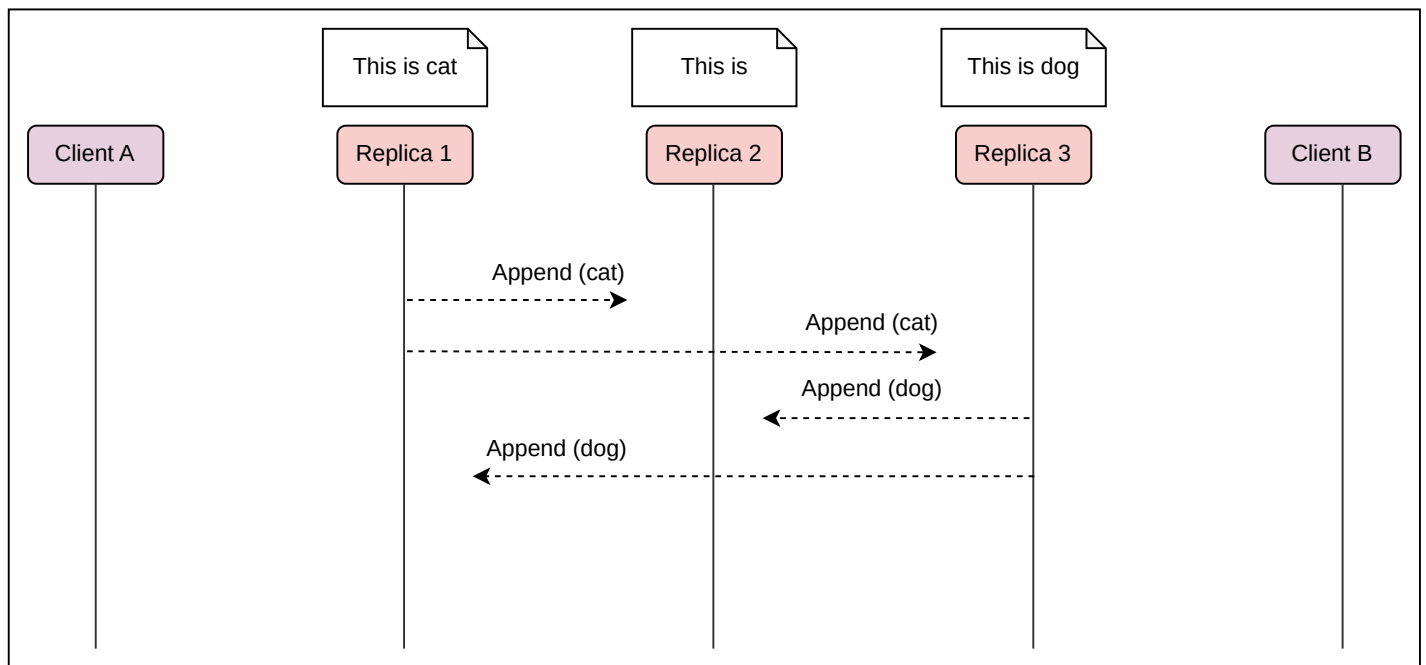 This is cat
This is
This is dog
Client A
Replica 1
Replica 2
Replica 3
Client B
Append (cat)
Append (cat)
Append (dog)
Append (dog)